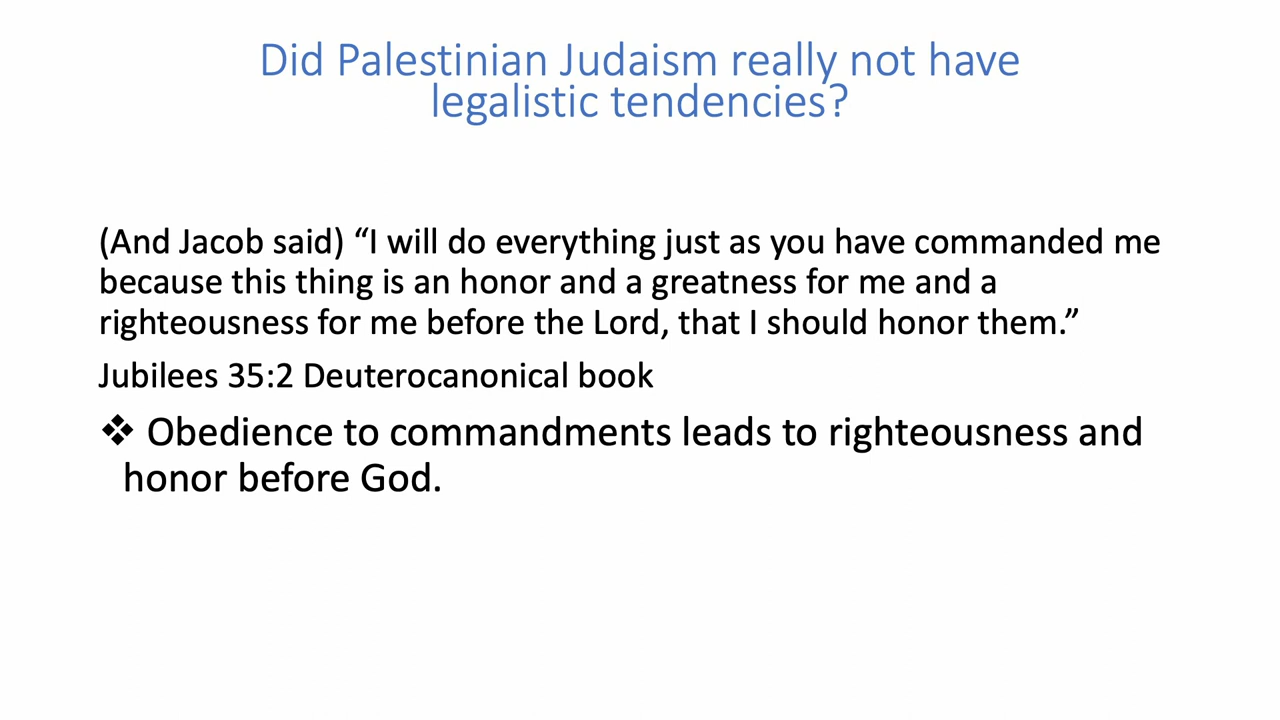 Did Palestinian Judaism really not have
legalistic tendencies?
(And Jacob said) “I will do everything just as you have commanded me
because this thing is an honor and a greatness for me and a
righteousness for me before the Lord, that I should honor them.”
Jubilees 35:2 Deuterocanonical book
❖ Obedience to commandments leads to righteousness and
honor before God.